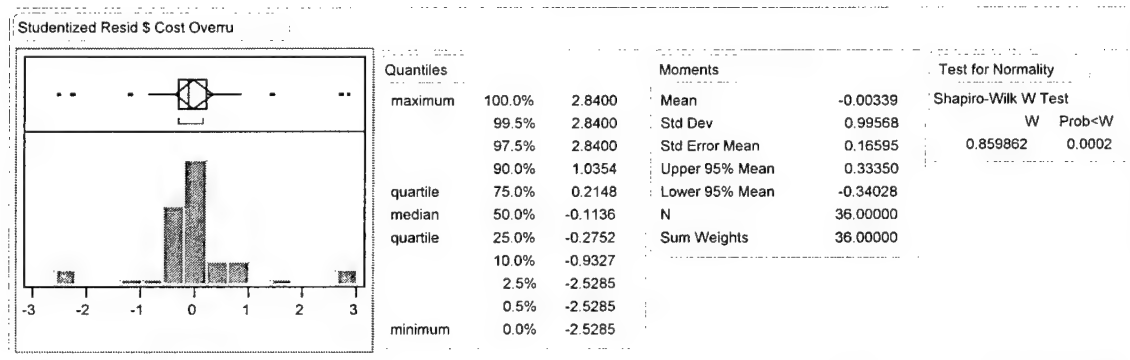 Studentized Resid $ Cost Overru
-3 -2 -1 0 1 2 3
Quantiles
maximum 100.0% 2.8400
99.5% 2.8400
97.5% 2.8400
90.0% 1.0354
quartile 75.0% 0.2148
median 50.0% -0.1136
quartile 25.0% -0.2752
10.0% -0.9327
2.5% -2.5285
0.5% -2.5285
minimum 0.0% -2.5285
Moments
Mean -0.00339
Std Dev 0.99568
Std Error Mean 0.16595
Upper 95% Mean 0.33350
Lower 95% Mean -0.34028
N 36.00000
Sum Weights 36.00000
Test for Normality
Shapiro-Wilk W Test
W Prob<W
0.859862 0.0002